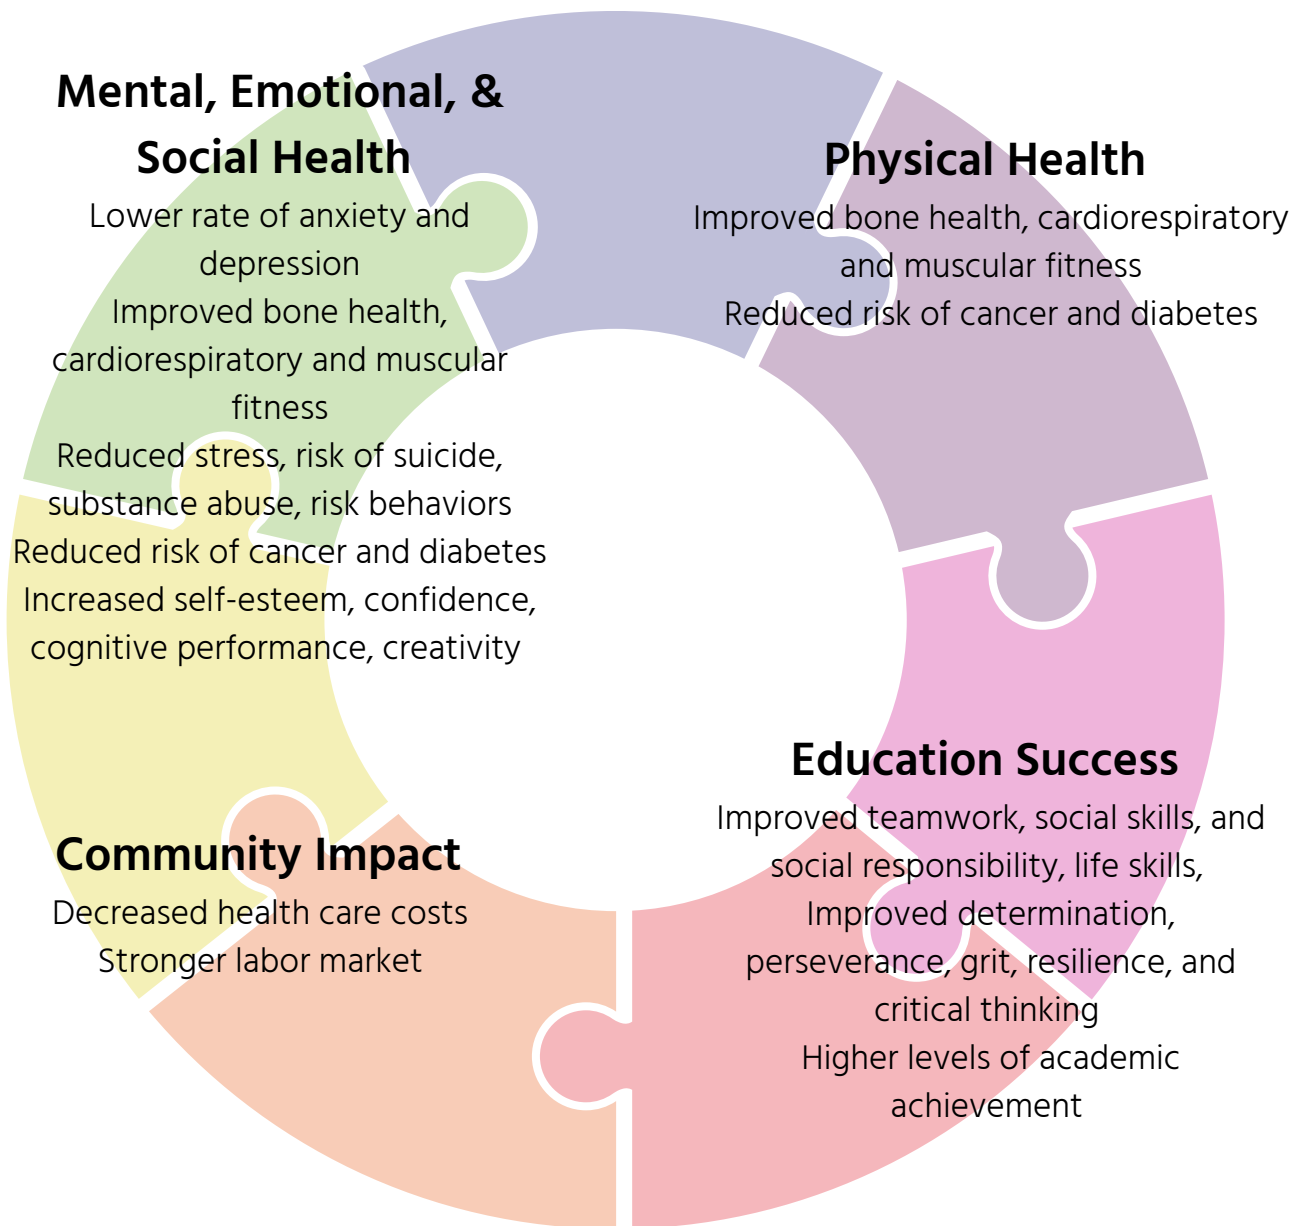 Mental, Emotional, &
Social Health
Lower rate of anxiety and
depression
Improved bone health,
cardiorespiratory and muscular
fitness
Reduced stress, risk of suicide,
substance abuse, risk behaviors
Reduced risk of cancer and diabetes
Increased self-esteem, confidence,
cognitive performance, creativity
Physical Health
Improved bone health, cardiorespiratory
and muscular fitness
Reduced risk of cancer and diabetes
Community Impact
Decreased health care costs
Stronger labor market
Education Success
Improved teamwork, social skills, and
social responsibility, life skills,
Improved determination,
perseverance, grit, resilience, and
critical thinking
Higher levels of academic
achievement